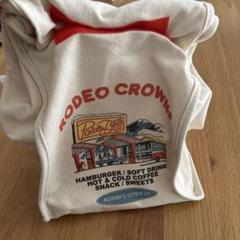 RODEO CROWNS
HAMBURGER / SOFT DRINK
HOT & COLD COFFEE
SNACK / SWEETS
ALWAYS OPEN 24